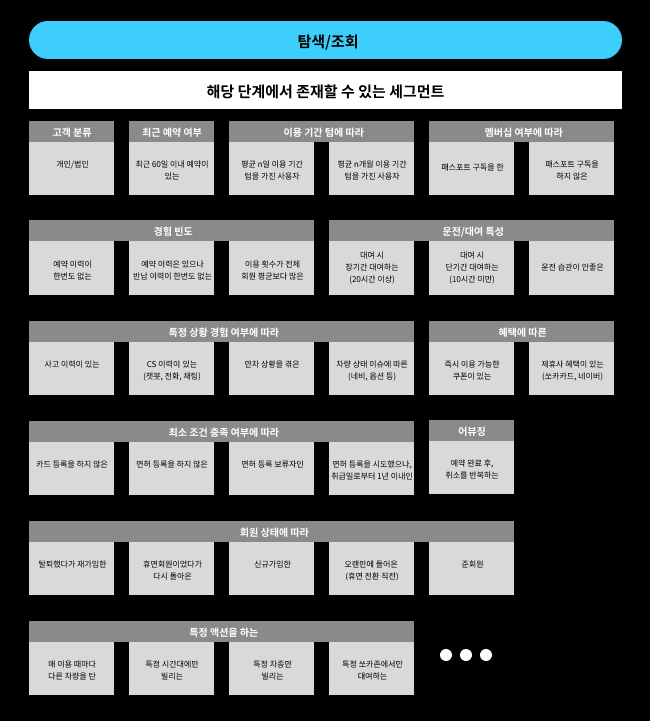 탐색/조회
해당 단계에서 존재할 수 있는 세그먼트
고객 분류
개인/법인
최근 예약 여부
최근 60일 이내 예약이
있는
이용 기간 텀에 따라
평균 n일 이용 기간
텀을 가진 사용자
평균 n개월 이용 기간
텀을 가진 사용자
멤버십 여부에 따라
패스포트 구독을 한
패스포트 구독을
하지 않은
경험 빈도
예약 이력이
한번도 없는
예약 이력은 있으나
반납 이력이 한번도 없는
이용 횟수가 전체
회원 평균보다 많은
운전/대여 특성
대여 시
장기간 대여하는
(20시간 이상)
대여 시
단기간 대여하는
(10시간 미만)
운전 습관이 안좋은
특정 상황 경험 여부에 따라
사고 이력이 있는
CS 이력이 있는
(챗봇, 전화, 채팅)
만차 상황을 겪은
차량 상태 이슈에 따른
(네비, 옵션 등)
혜택에 따른
즉시 이용 가능한
쿠폰이 있는
제휴사 혜택이 있는
(쏘카카드, 네이버)
최소 조건 충족 여부에 따라
카드 등록을 하지 않은
면허 등록을 하지 않은
면허 등록 보류자인
면허 등록을 시도했으나,
취급일로부터 1년 이내인
어뷰징
예약 완료 후,
취소를 반복하는
회원 상태에 따라
탈퇴했다가 재가입한
휴면회원이었다가
다시 돌아온
신규가입한
오랜만에 들어온
(휴면 전환 직전)
준회원
특정 액션을 하는
매 이용 때마다
다른 차량을 탄
특정 시간대에만
빌리는
특정 차종만
빌리는
특정 쏘카존에서만
대여하는